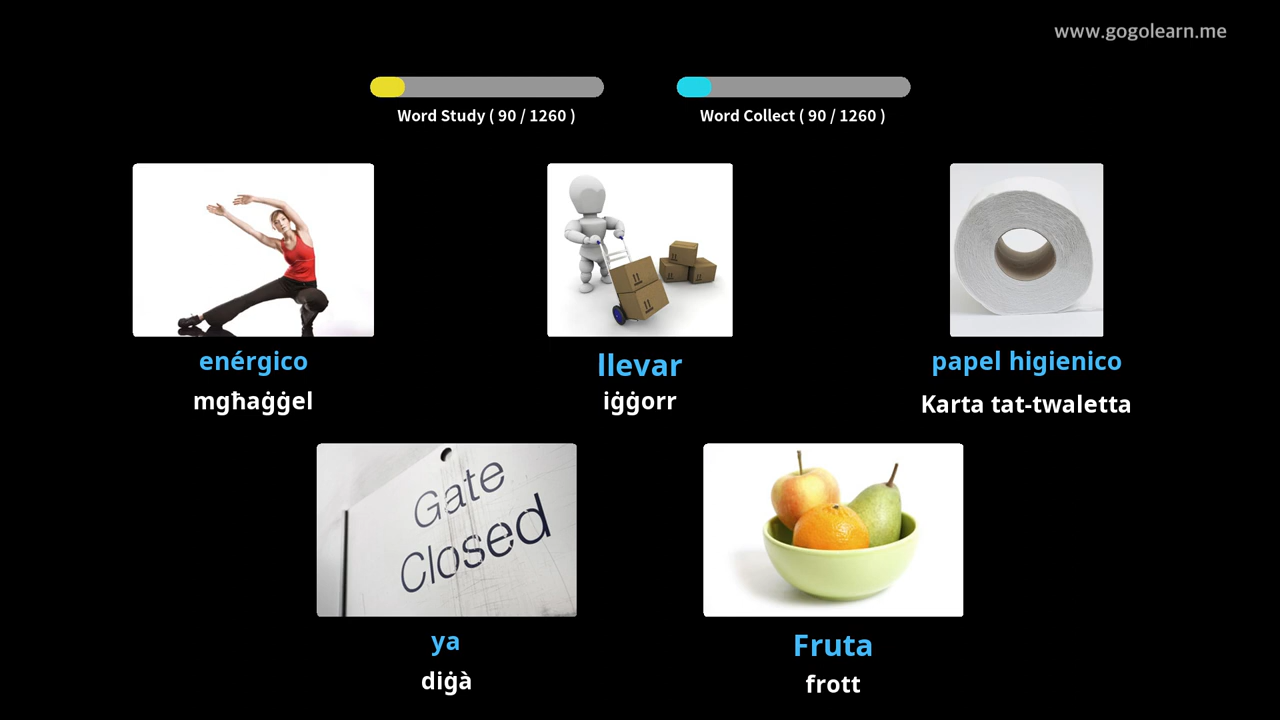 www.gogolearn.me
Word Study ( 90 / 1260 )
Word Collect ( 90 / 1260 )
enérgico
mgħaġġel
llevar
iġġorr
papel higienico
Karta tat-twaletta
Gate
Closed
ya
diġà
Fruta
frott